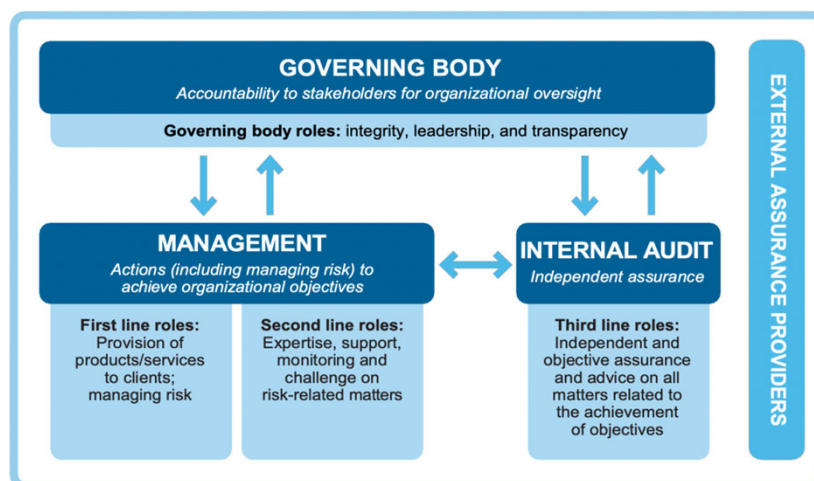 GOVERNING BODY
Accountability to stakeholders for organizational oversight
Governing body roles: integrity, leadership, and transparency
MANAGEMENT
Actions (including managing risk) to
achieve organizational objectives
First line roles:
Provision of
products/services
to clients;
managing risk
Second line roles:
Expertise, support,
monitoring and
challenge on
risk-related matters
INTERNAL AUDIT
Independent assurance
Third line roles:
Independent and
objective assurance
and advice on all
matters related to
the achievement
of objectives
EXTERNAL ASSURANCE PROVIDERS